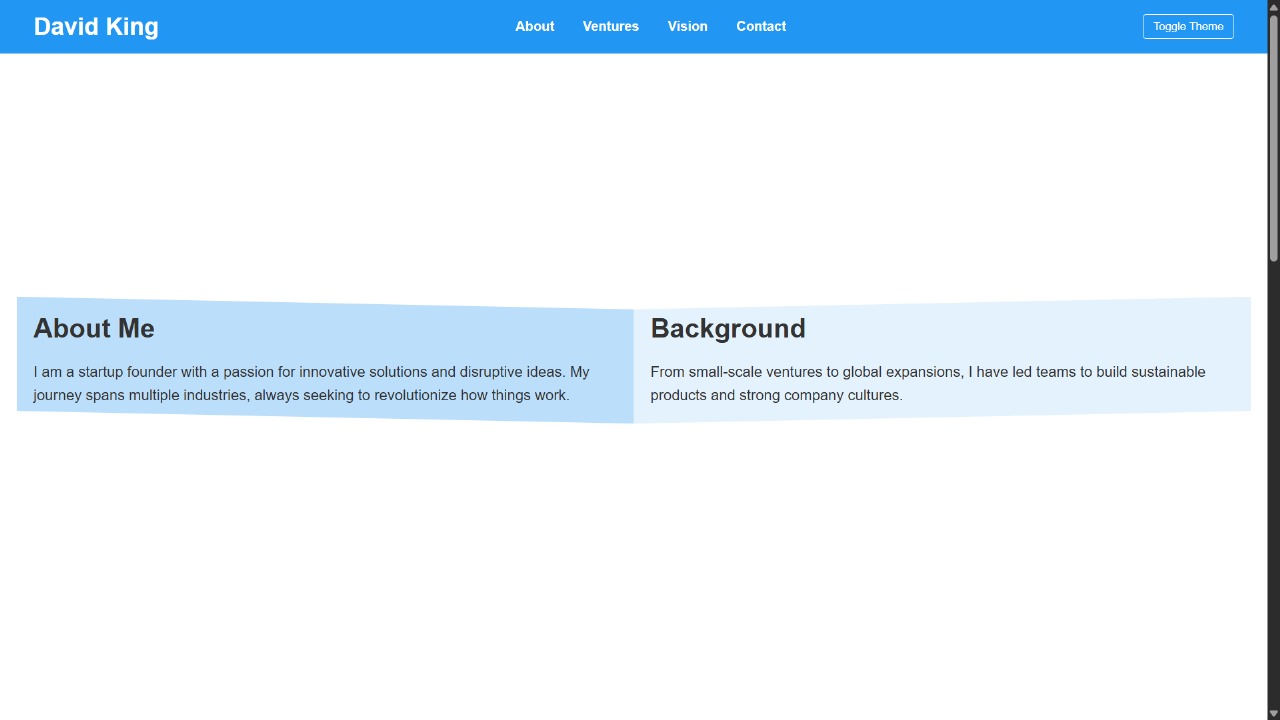 David King
About
Ventures
Vision
Contact
Toggle Theme
About Me
I am a startup founder with a passion for innovative solutions and disruptive ideas. My
journey spans multiple industries, always seeking to revolutionize how things work.
Background
From small-scale ventures to global expansions, I have led teams to build sustainable
products and strong company cultures.